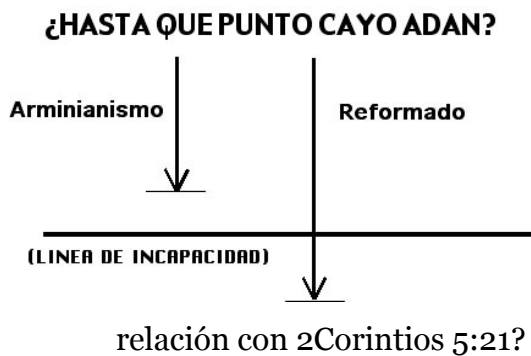 ¿HASTA QUE PUNTO CAYO ADAN?
Arminianismo
Reformado
(LINEA DE INCAPACIDAD)
relación con 2Corintios 5:21?